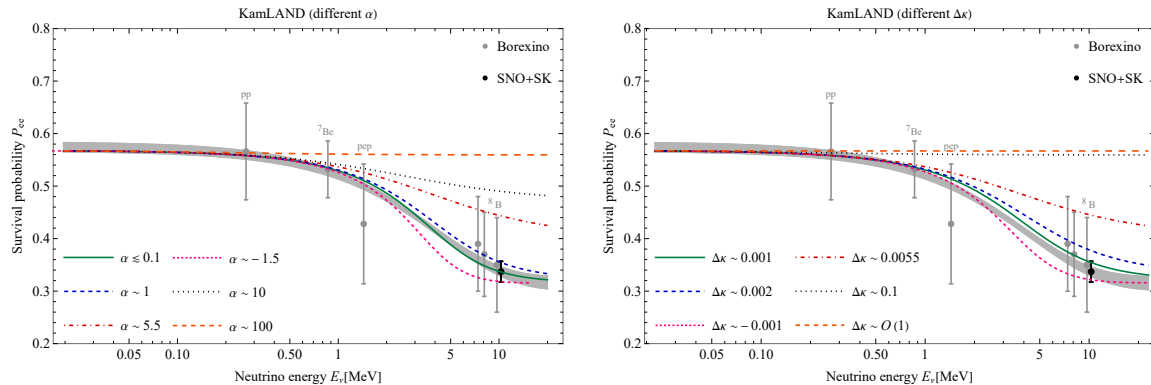 KamLAND (different α)
0.8
0.7
0.6
0.5
0.4
0.3
0.2
Survival probability P_ee
Borexino
SNO+SK
pp
⁷Be
pep
⁸B
α ≲ 0.1
α ~ 1
α ~ 5.5
α ~ −1.5
α ~ 10
α ~ 100
0.05 0.10 0.50 1 5 10
Neutrino energy E_ν[MeV]
KamLAND (different Δκ)
0.8
0.7
0.6
0.5
0.4
0.3
0.2
Survival probability P_ee
Borexino
SNO+SK
pp
⁷Be
pep
⁸B
Δκ ~ 0.001
Δκ ~ 0.002
Δκ ~ −0.001
Δκ ~ 0.0055
Δκ ~ 0.1
Δκ ~ O (1)
0.05 0.10 0.50 1 5 10
Neutrino energy E_ν[MeV]